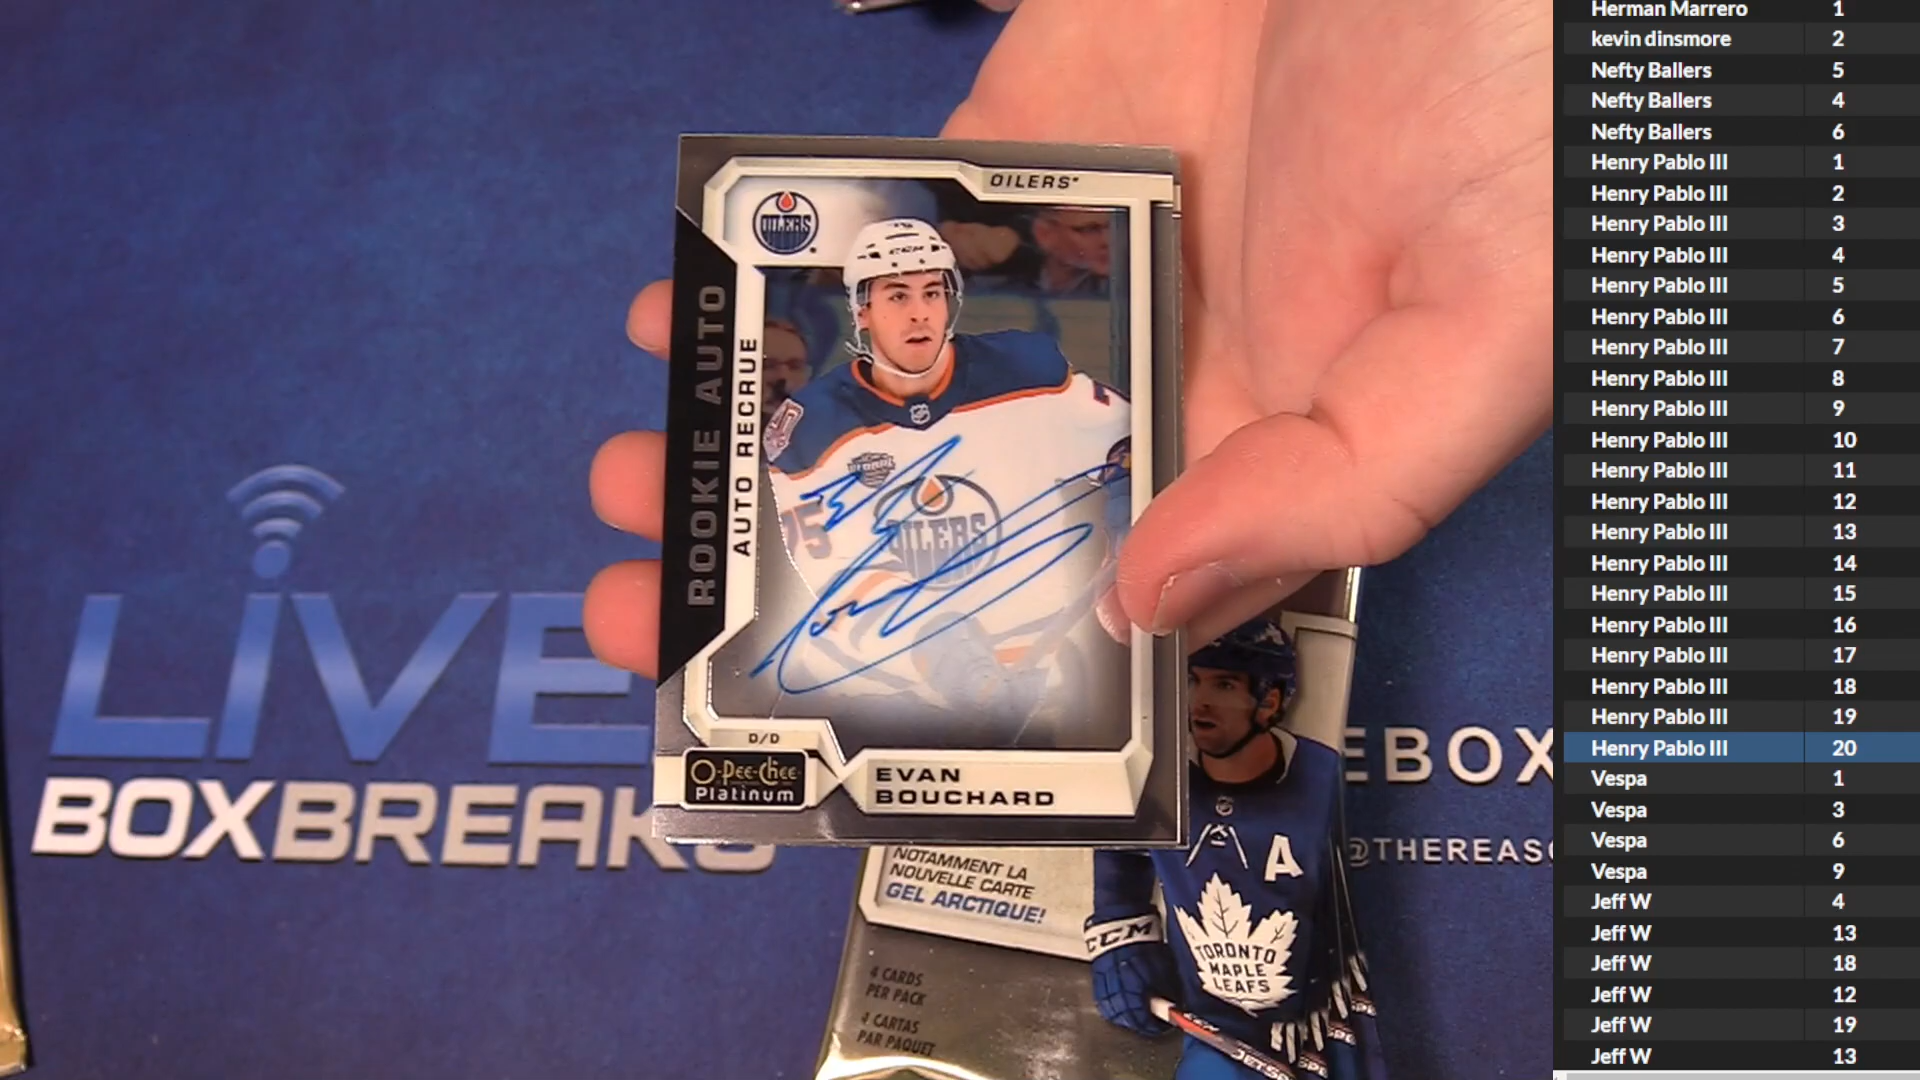 OILERS
OILERS
CCM
ROOKIE AUTO
AUTO RECRUE
75
OILERS
D/D
O-Pee-Chee
Platinum
EVAN
BOUCHARD
LIVE
BOXBREAKS
EBOX
@THEREAS
NOTAMMENT LA
NOUVELLE CARTE
GEL ARCTIQUE!
4 CARDS
PER PACK
4 CARTAS
PAR PAQUET
A
CCM
TORONTO
MAPLE
LEAFS
Herman Marrero 1
kevin dinsmore 2
Nefty Ballers 5
Nefty Ballers 4
Nefty Ballers 6
Henry Pablo III 1
Henry Pablo III 2
Henry Pablo III 3
Henry Pablo III 4
Henry Pablo III 5
Henry Pablo III 6
Henry Pablo III 7
Henry Pablo III 8
Henry Pablo III 9
Henry Pablo III 10
Henry Pablo III 11
Henry Pablo III 12
Henry Pablo III 13
Henry Pablo III 14
Henry Pablo III 15
Henry Pablo III 16
Henry Pablo III 17
Henry Pablo III 18
Henry Pablo III 19
Henry Pablo III 20
Vespa 1
Vespa 3
Vespa 6
Vespa 9
Jeff W 4
Jeff W 13
Jeff W 18
Jeff W 12
Jeff W 19
Jeff W 13